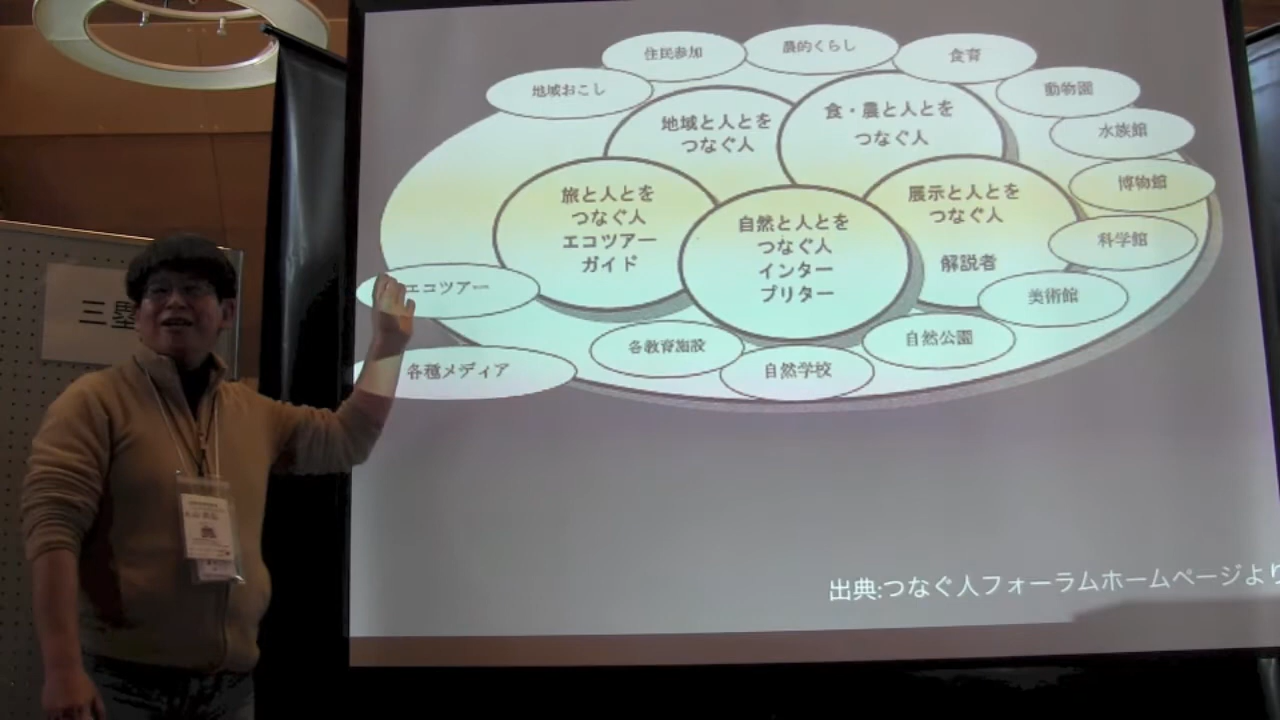 住民参加
農的くらし
食育
地域おこし
動物園
水族館
博物館
科学館
美術館
自然公園
自然学校
各教育施設
各種メディア
エコツアー
地域と人とを
つなぐ人
食・農と人とを
つなぐ人
旅と人とを
つなぐ人
エコツアー
ガイド
自然と人とを
つなぐ人
インター
プリター
展示と人とを
つなぐ人
解説者
出典:つなぐ人フォーラムホームページより
三